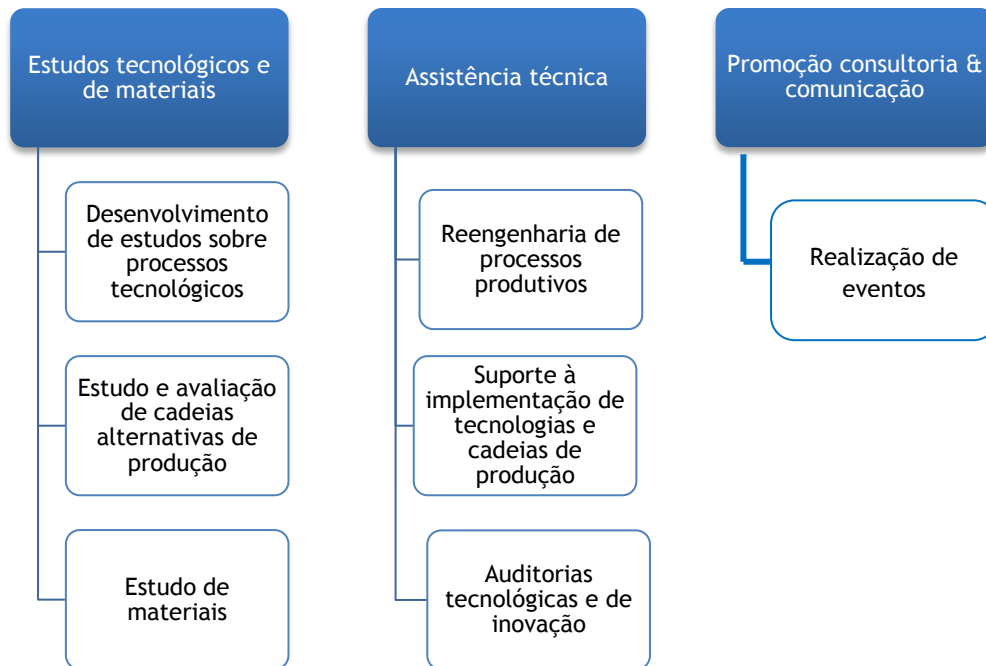 Estudos tecnológicos e
de materiais
Desenvolvimento
de estudos sobre
processos
tecnológicos
Estudo e avaliação
de cadeias
alternativas de
produção
Estudo de
materiais
Assistência técnica
Reengenharia de
processos
produtivos
Suporte à
implementação de
tecnologias e
cadeias de
produção
Auditorias
tecnológicas e de
inovação
Promoção consultoria &
comunicação
Realização de
eventos